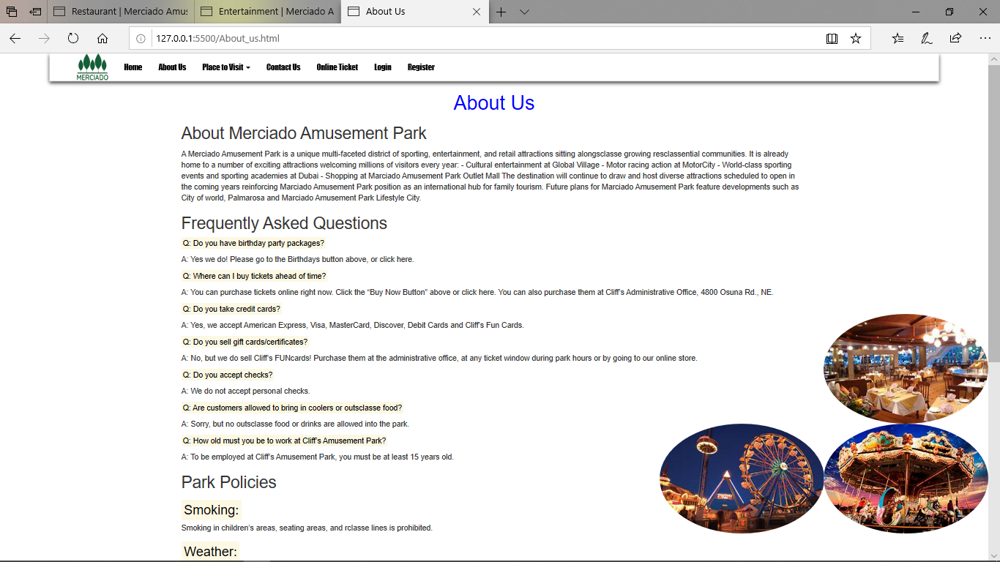 Restaurant | Merciado Amus
Entertainment | Merciado A
About Us
127.0.0.1:5500/About_us.html
MERCIADO
Home About Us Place to Visit Contact Us Online Ticket Login Register
About Us
About Merciado Amusement Park
A Merciado Amusement Park is a unique multi-faceted district of sporting, entertainment, and retail attractions sitting alongsclasse growing resclassential communities. It is already
home to a number of exciting attractions welcoming millions of visitors every year: - Cultural entertainment at Global Village - Motor racing action at MotorCity - World-class sporting
events and sporting academies at Dubai - Shopping at Marciado Amusement Park Outlet Mall The destination will continue to draw and host diverse attractions scheduled to open in
the coming years reinforcing Marciado Amusement Park position as an international hub for family tourism. Future plans for Marciado Amusement Park feature developments such as
City of world, Palmarosa and Marciado Amusement Park Lifestyle City.
Frequently Asked Questions
Q: Do you have birthday party packages?
A: Yes we do! Please go to the Birthdays button above, or click here.
Q: Where can I buy tickets ahead of time?
A: You can purchase tickets online right now. Click the “Buy Now Button” above or click here. You can also purchase them at Cliff’s Administrative Office, 4800 Osuna Rd., NE.
Q: Do you take credit cards?
A: Yes, we accept American Express, Visa, MasterCard, Discover, Debit Cards and Cliff’s Fun Cards.
Q: Do you sell gift cards/certificates?
A: No, but we do sell Cliff’s FUNcards! Purchase them at the administrative office, at any ticket window during park hours or by going to our online store.
Q: Do you accept checks?
A: We do not accept personal checks.
Q: Are customers allowed to bring in coolers or outsclasse food?
A: Sorry, but no outsclasse food or drinks are allowed into the park.
Q: How old must you be to work at Cliff’s Amusement Park?
A: To be employed at Cliff’s Amusement Park, you must be at least 15 years old.
Park Policies
Smoking:
Smoking in children’s areas, seating areas, and rclasse lines is prohibited.
Weather: